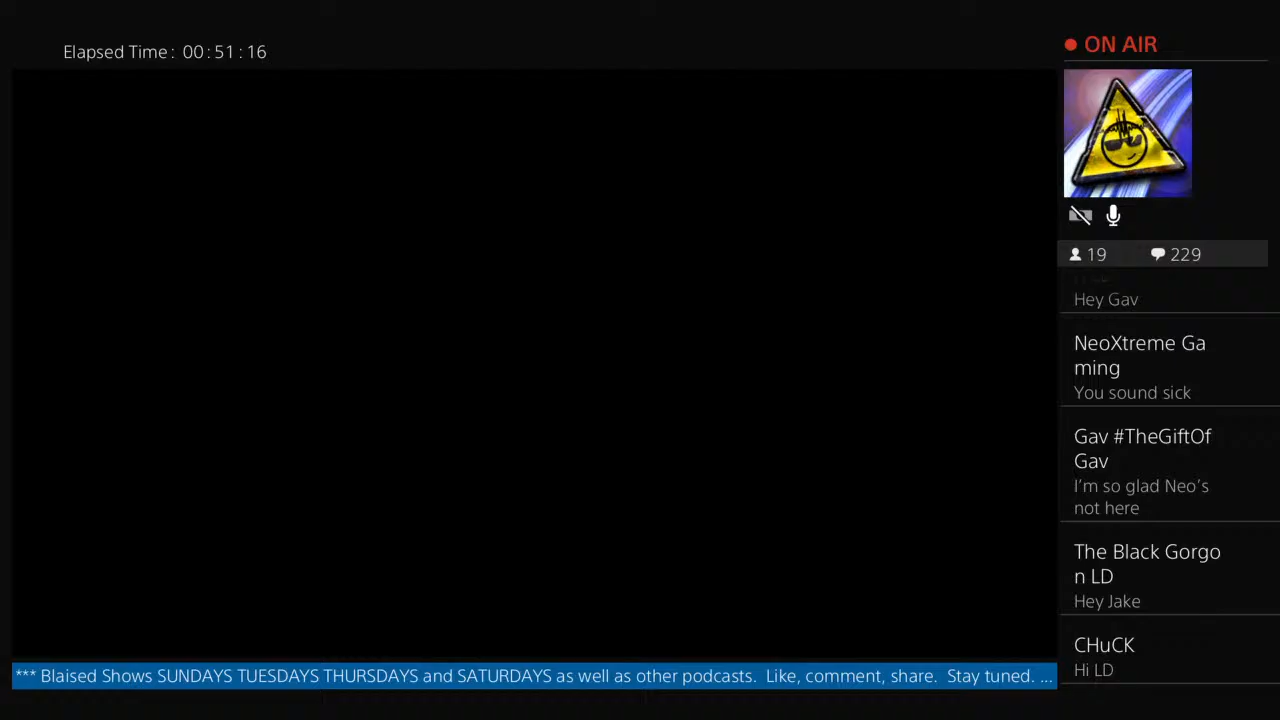 Elapsed Time: 00:51:16
ON AIR
19 229
Hey Gav
NeoXtreme Ga
ming
You sound sick
Gav #TheGiftOf
Gav
I'm so glad Neo's
not here
The Black Gorgo
n LD
Hey Jake
CHuCK
Hi LD
*** Blaised Shows SUNDAYS TUESDAYS THURSDAYS and SATURDAYS as well as other podcasts. Like, comment, share. Stay tuned. ...